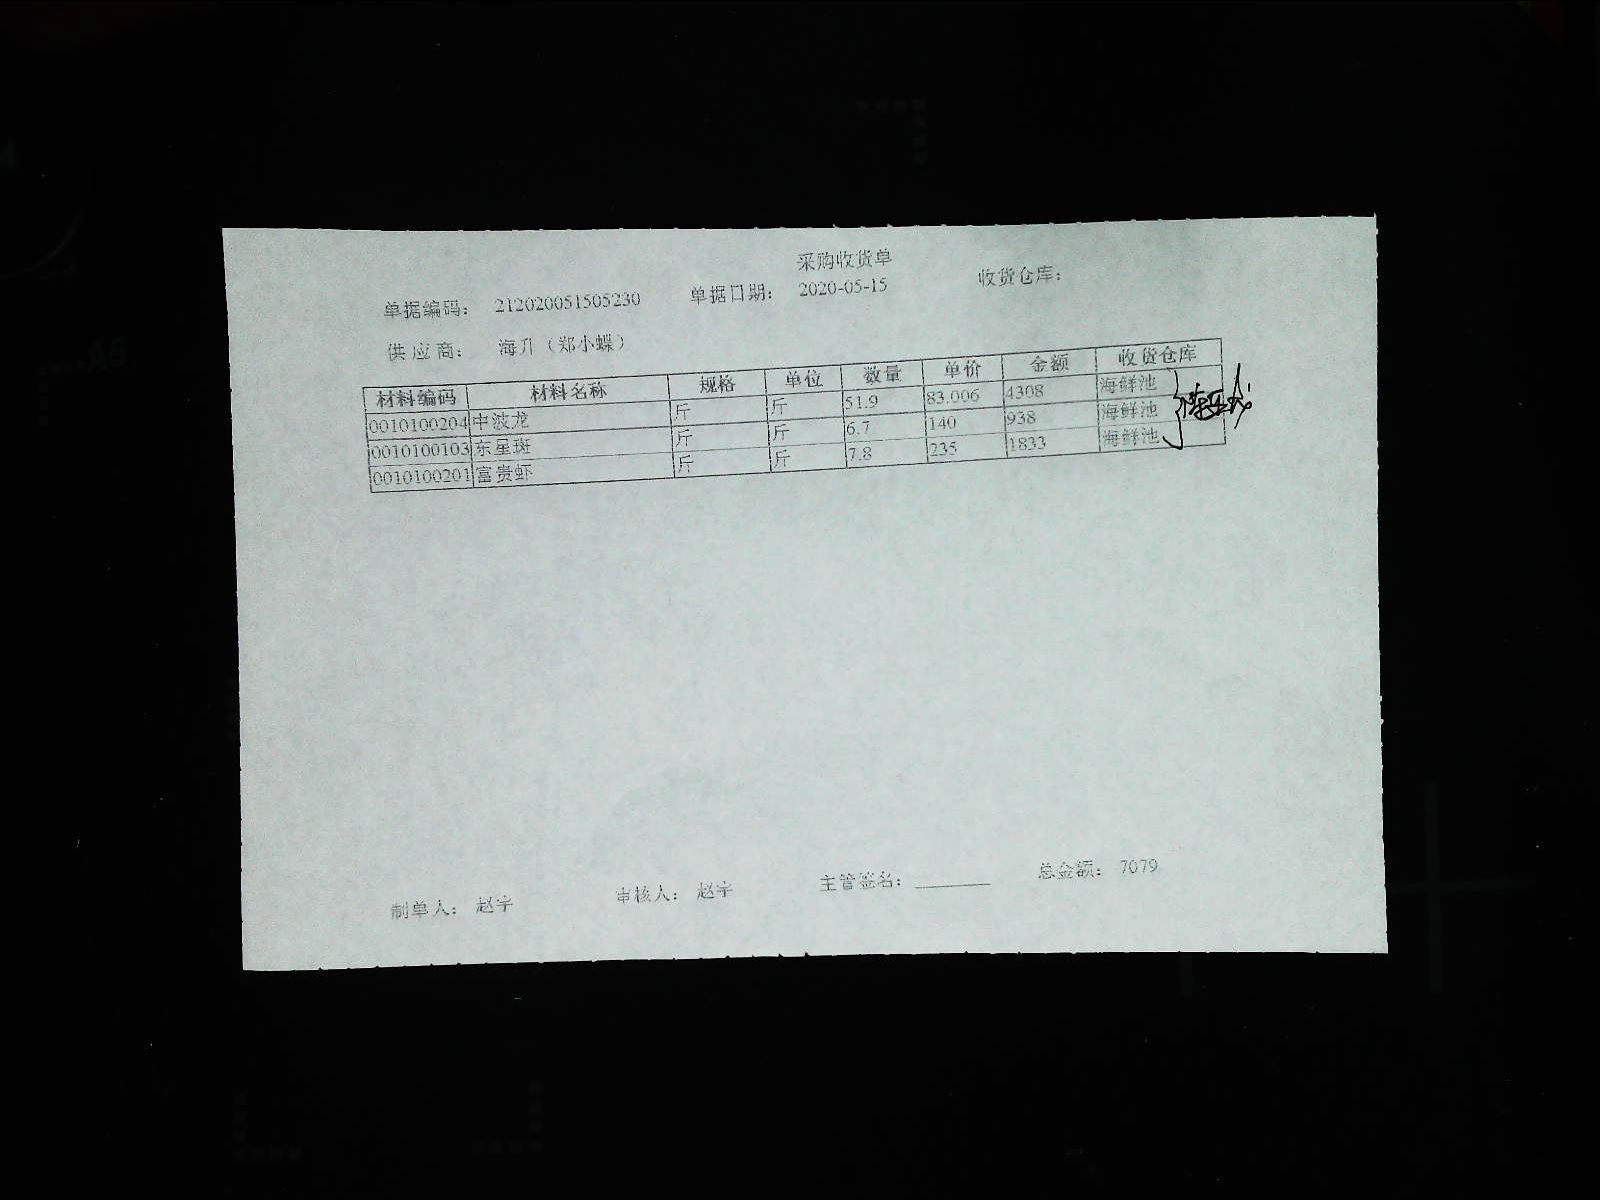 采购收货单
单据编码: 212020051505230 单据日期: 2020-05-15 收货仓库:
供应商: 海升（郑小蝶）
材料编码 材料名称 规格 单位 数量 单价 金额 收货仓库
0010100204 中波龙 斤 斤 51.9 83.006 4308 海鲜池
0010100103 东星斑 斤 斤 6.7 140 938 海鲜池
0010100201 富贵虾 斤 斤 7.8 235 1833 海鲜池
制单人: 赵宇 审核人: 赵宇 主管签名: 总金额: 7079